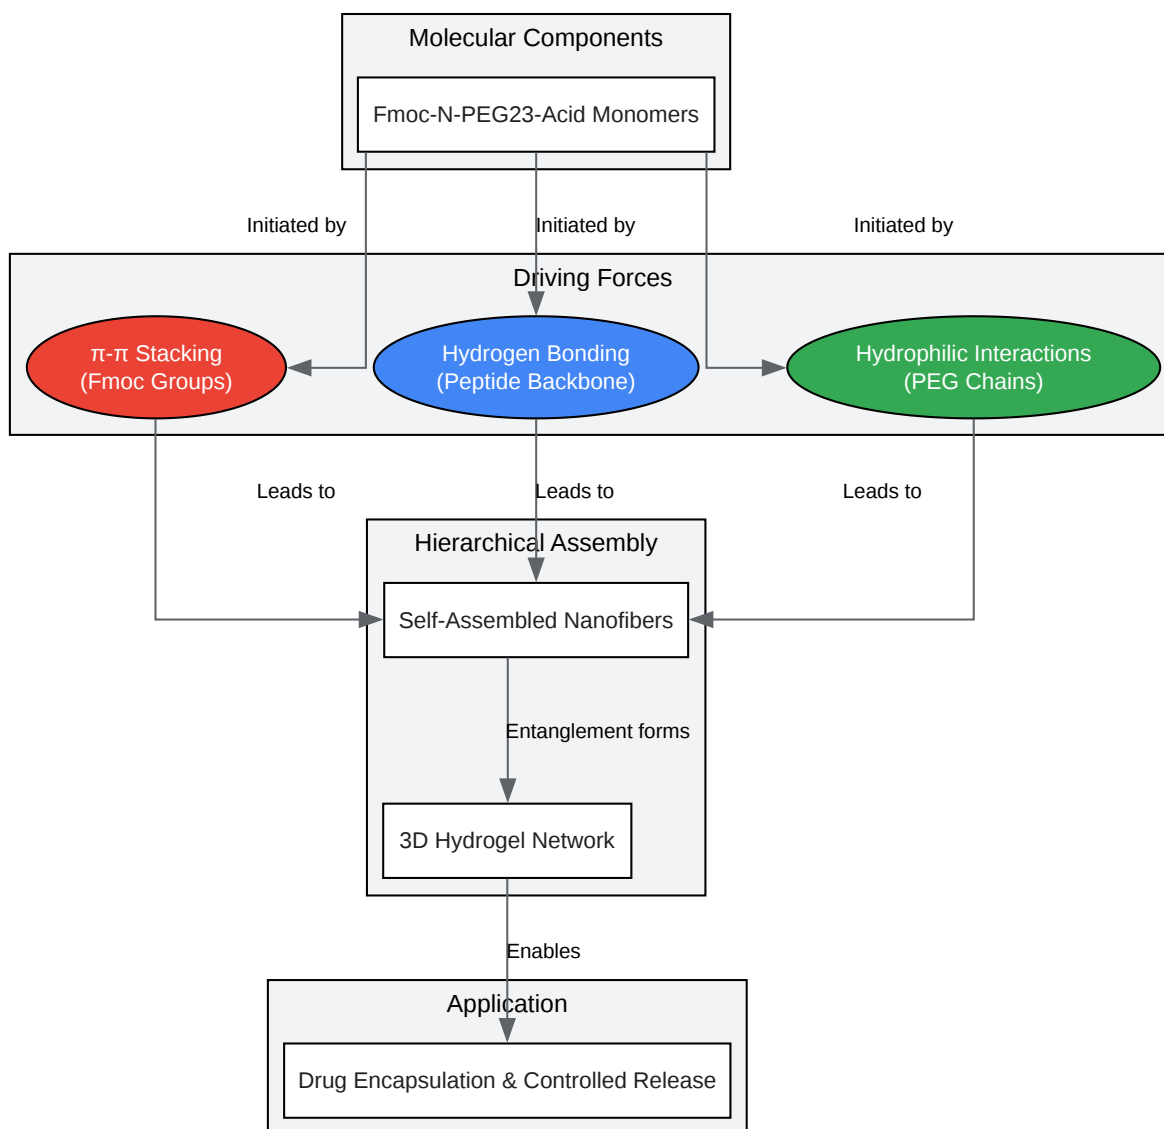 Molecular Components
Fmoc-N-PEG23-Acid Monomers
Initiated by
Initiated by
Initiated by
Driving Forces
π-π Stacking
(Fmoc Groups)
Hydrogen Bonding
(Peptide Backbone)
Hydrophilic Interactions
(PEG Chains)
Leads to
Leads to
Leads to
Hierarchical Assembly
Self-Assembled Nanofibers
Entanglement forms
3D Hydrogel Network
Enables
Application
Drug Encapsulation & Controlled Release